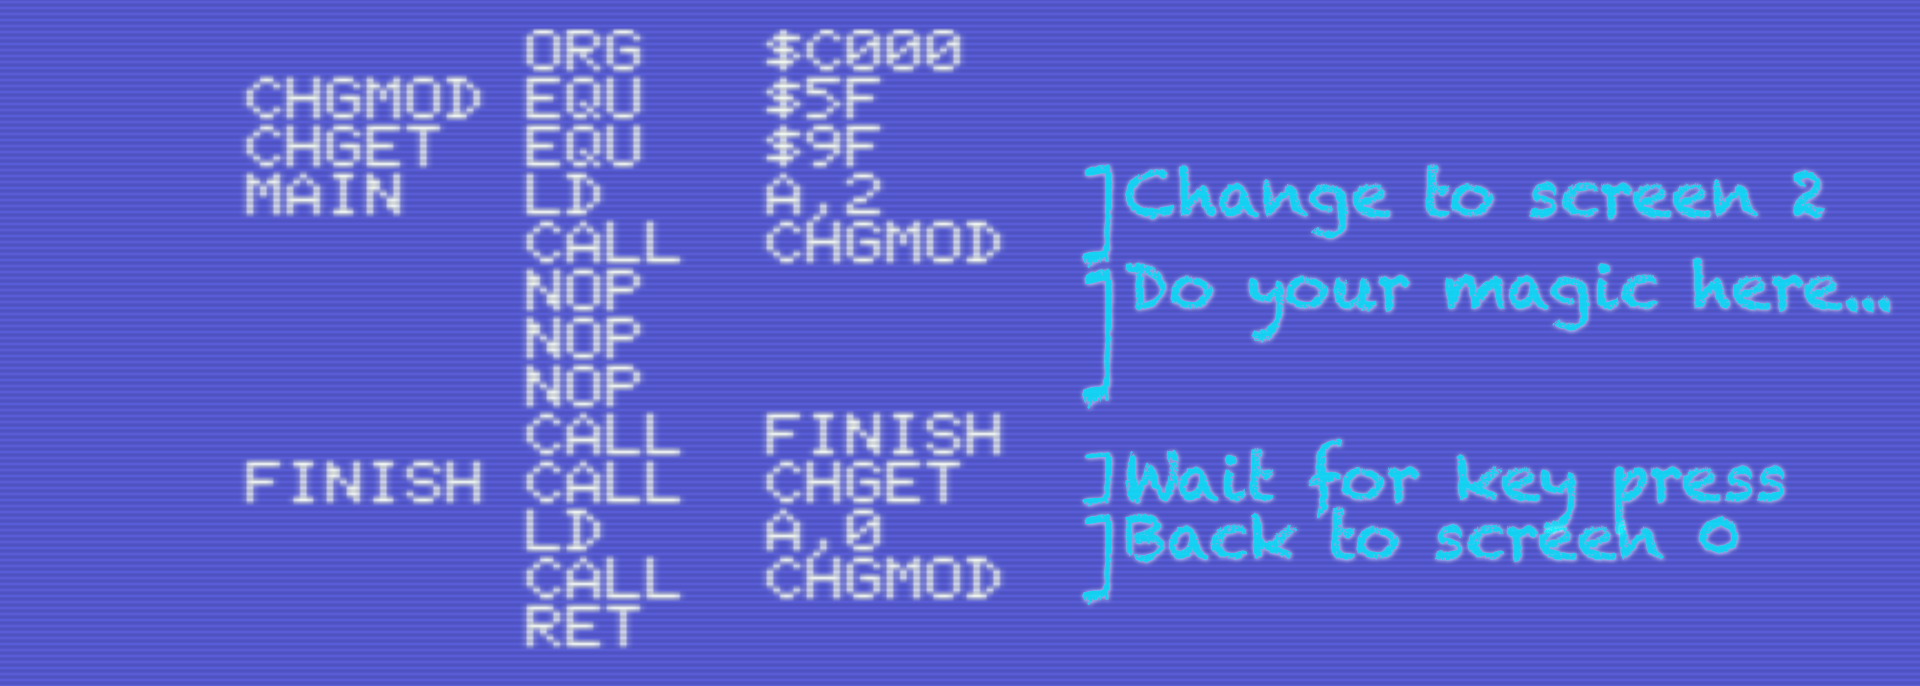 ORG $C000
CHGMOD EQU $5F
CHGET EQU $9F
MAIN LD A,2 Change to screen 2
CALL CHGMOD
NOP Do your magic here...
NOP
NOP
CALL FINISH
FINISH CALL CHGET Wait for key press
LD A,0 Back to screen 0
CALL CHGMOD
RET